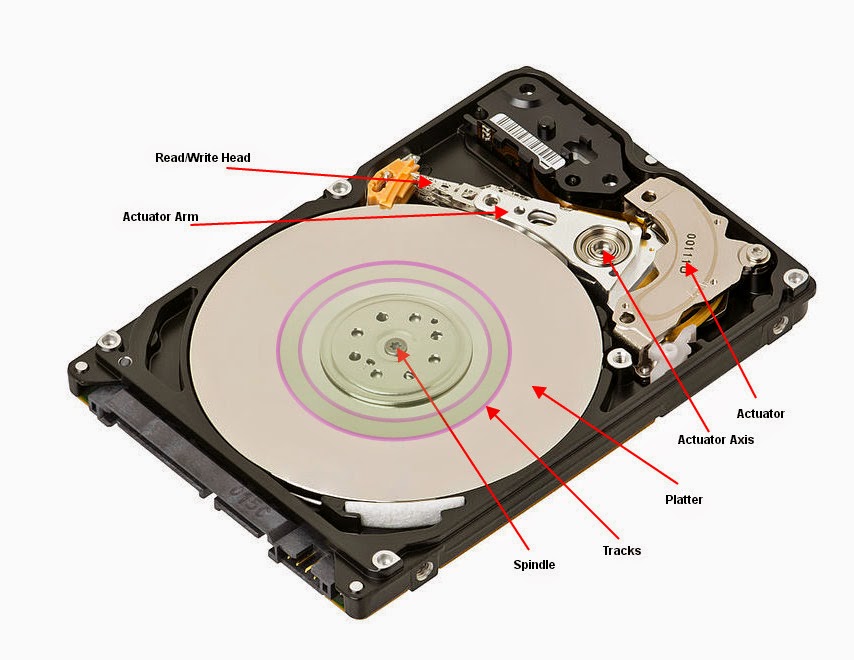 Read/Write Head
Actuator Arm
Actuator
Actuator Axis
Platter
Tracks
Spindle